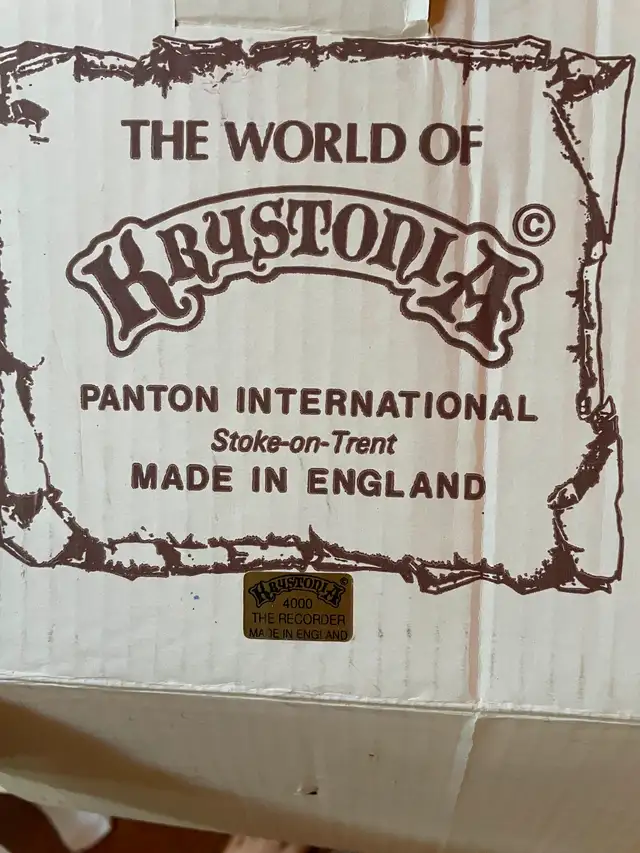 THE WORLD OF
KRYSTONIA ©
PANTON INTERNATIONAL
Stoke-on-Trent
MADE IN ENGLAND
KRYSTONIA ©
4000
THE RECORDER
MADE IN ENGLAND